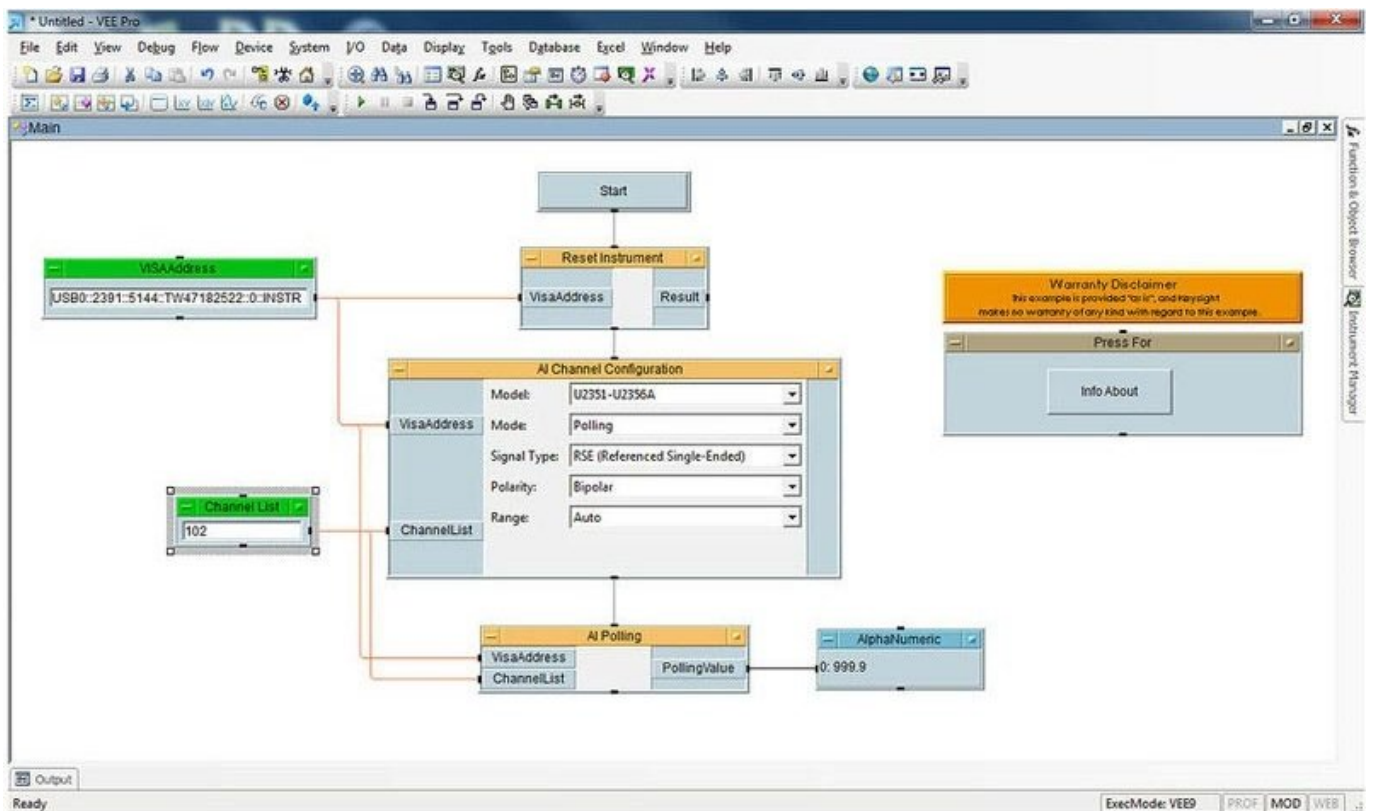 * Untitled - VEE Pro
File Edit View Debug Flow Device System I/O Data Display Tools Database Excel Window Help
Main
Start
VISAAddress
USB0::2391::5144::TW47182522::0::INSTR
Reset Instrument
VisaAddress Result
Warranty Disclaimer
This example is provided "as is", and Keysight
makes no warranty of any kind with regard to this example.
Press For
Info About
AI Channel Configuration
Model: U2351-U2356A
VisaAddress Mode: Polling
Signal Type: RSE (Referenced Single-Ended)
Polarity: Bipolar
Channel List
102
Range: Auto
ChannelList
AI Polling
VisaAddress
ChannelList
PollingValue
AlphaNumeric
0: 999.9
Function & Object Browser
Instrument Manager
Output
Ready
ExecMode: VEE9 PROF MOD WEB